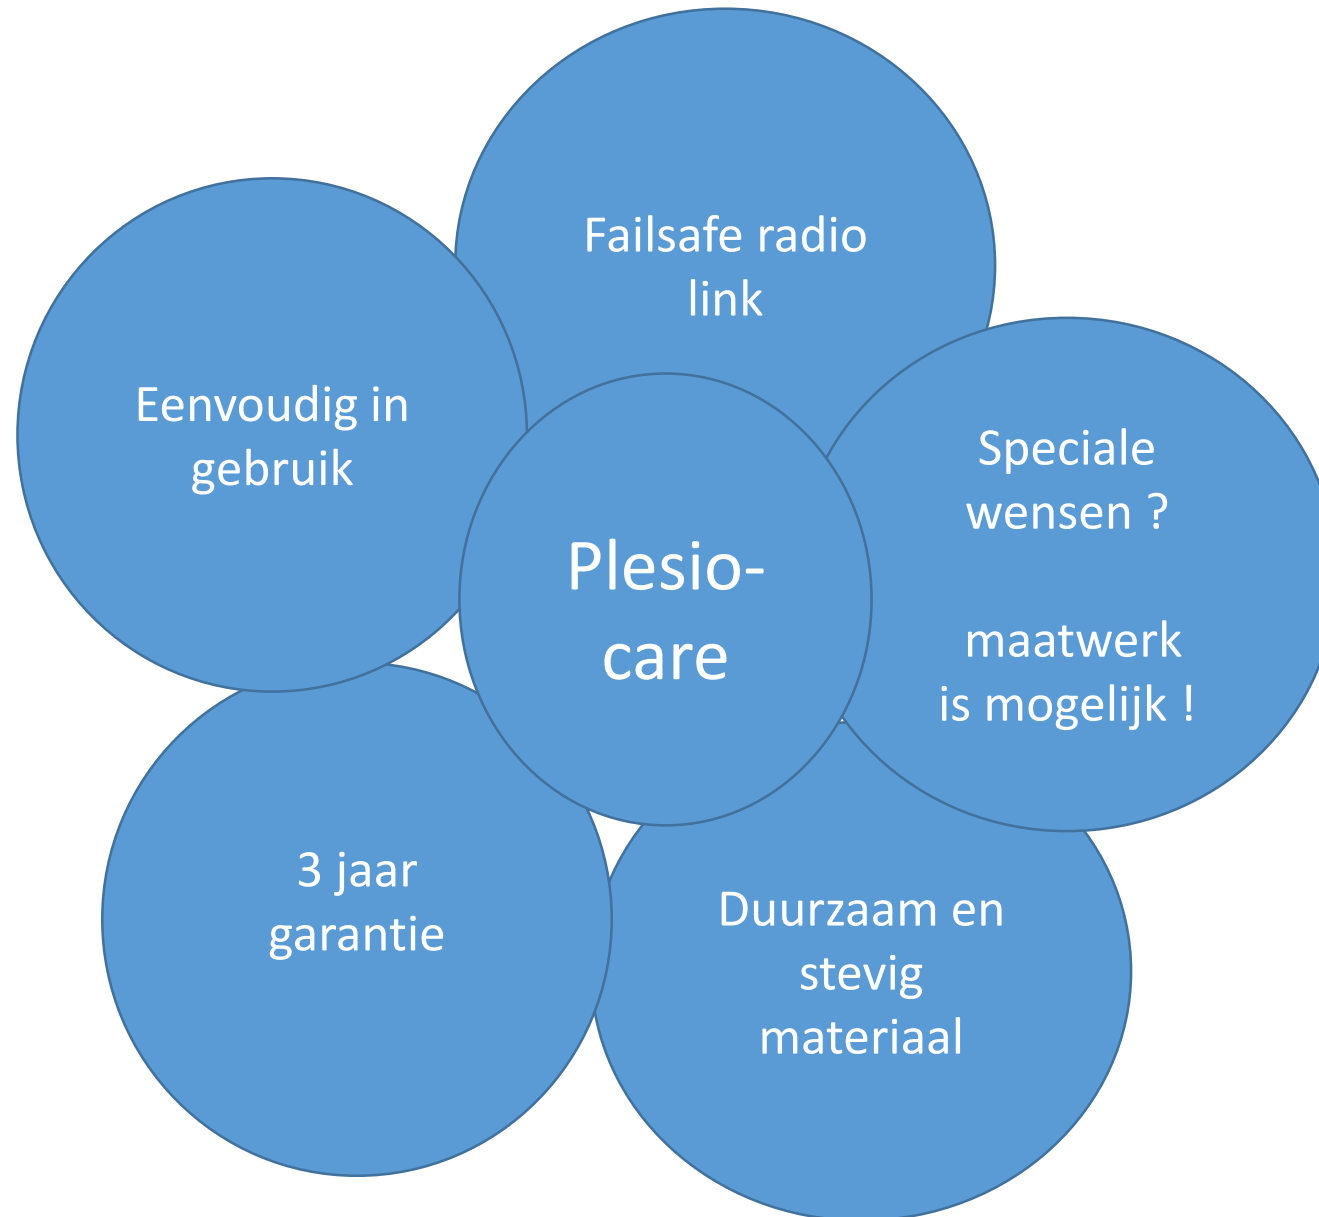 Failsafe radio
link
Eenvoudig in
gebruik
Speciale
wensen ?
maatwerk
is mogelijk !
Plesio-
care
3 jaar
garantie
Duurzaam en
stevig
materiaal